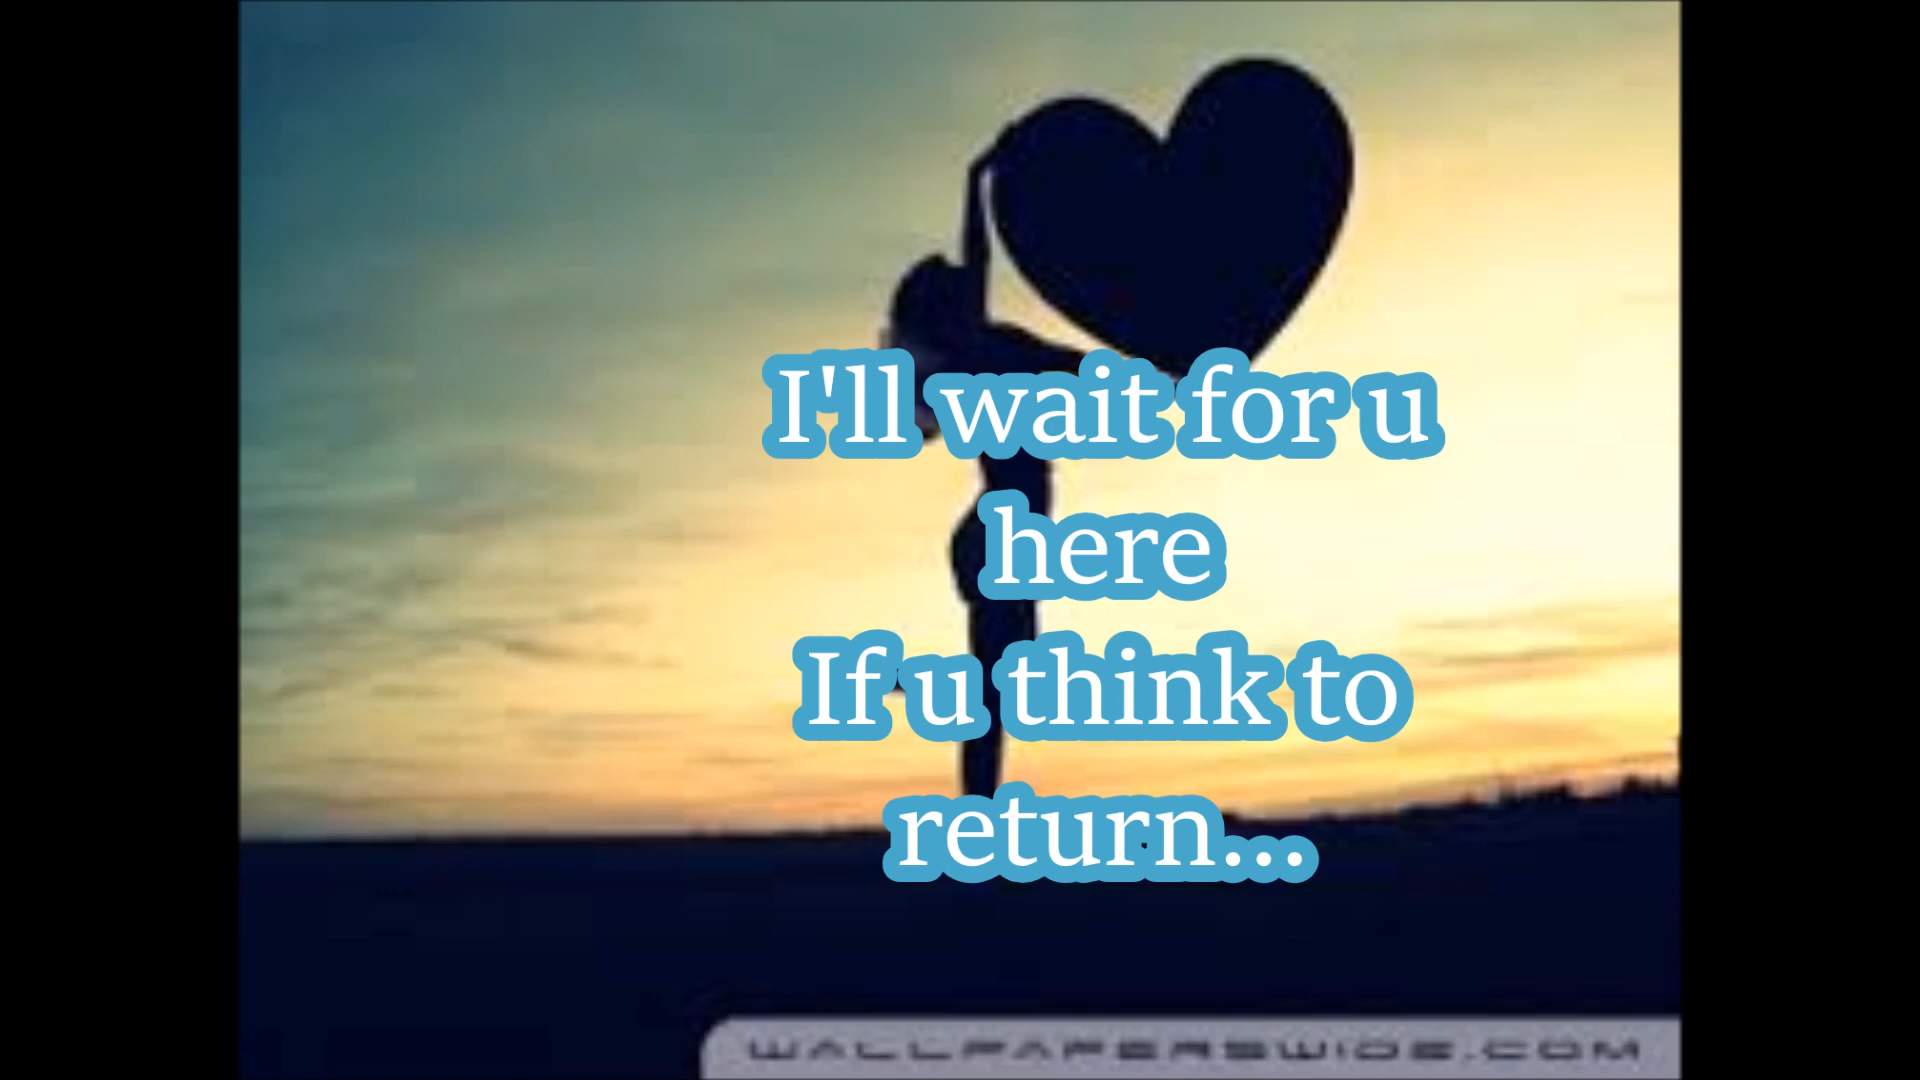 I'll wait for u
here
If u think to
return...
WALLPAPERSWIDE.COM